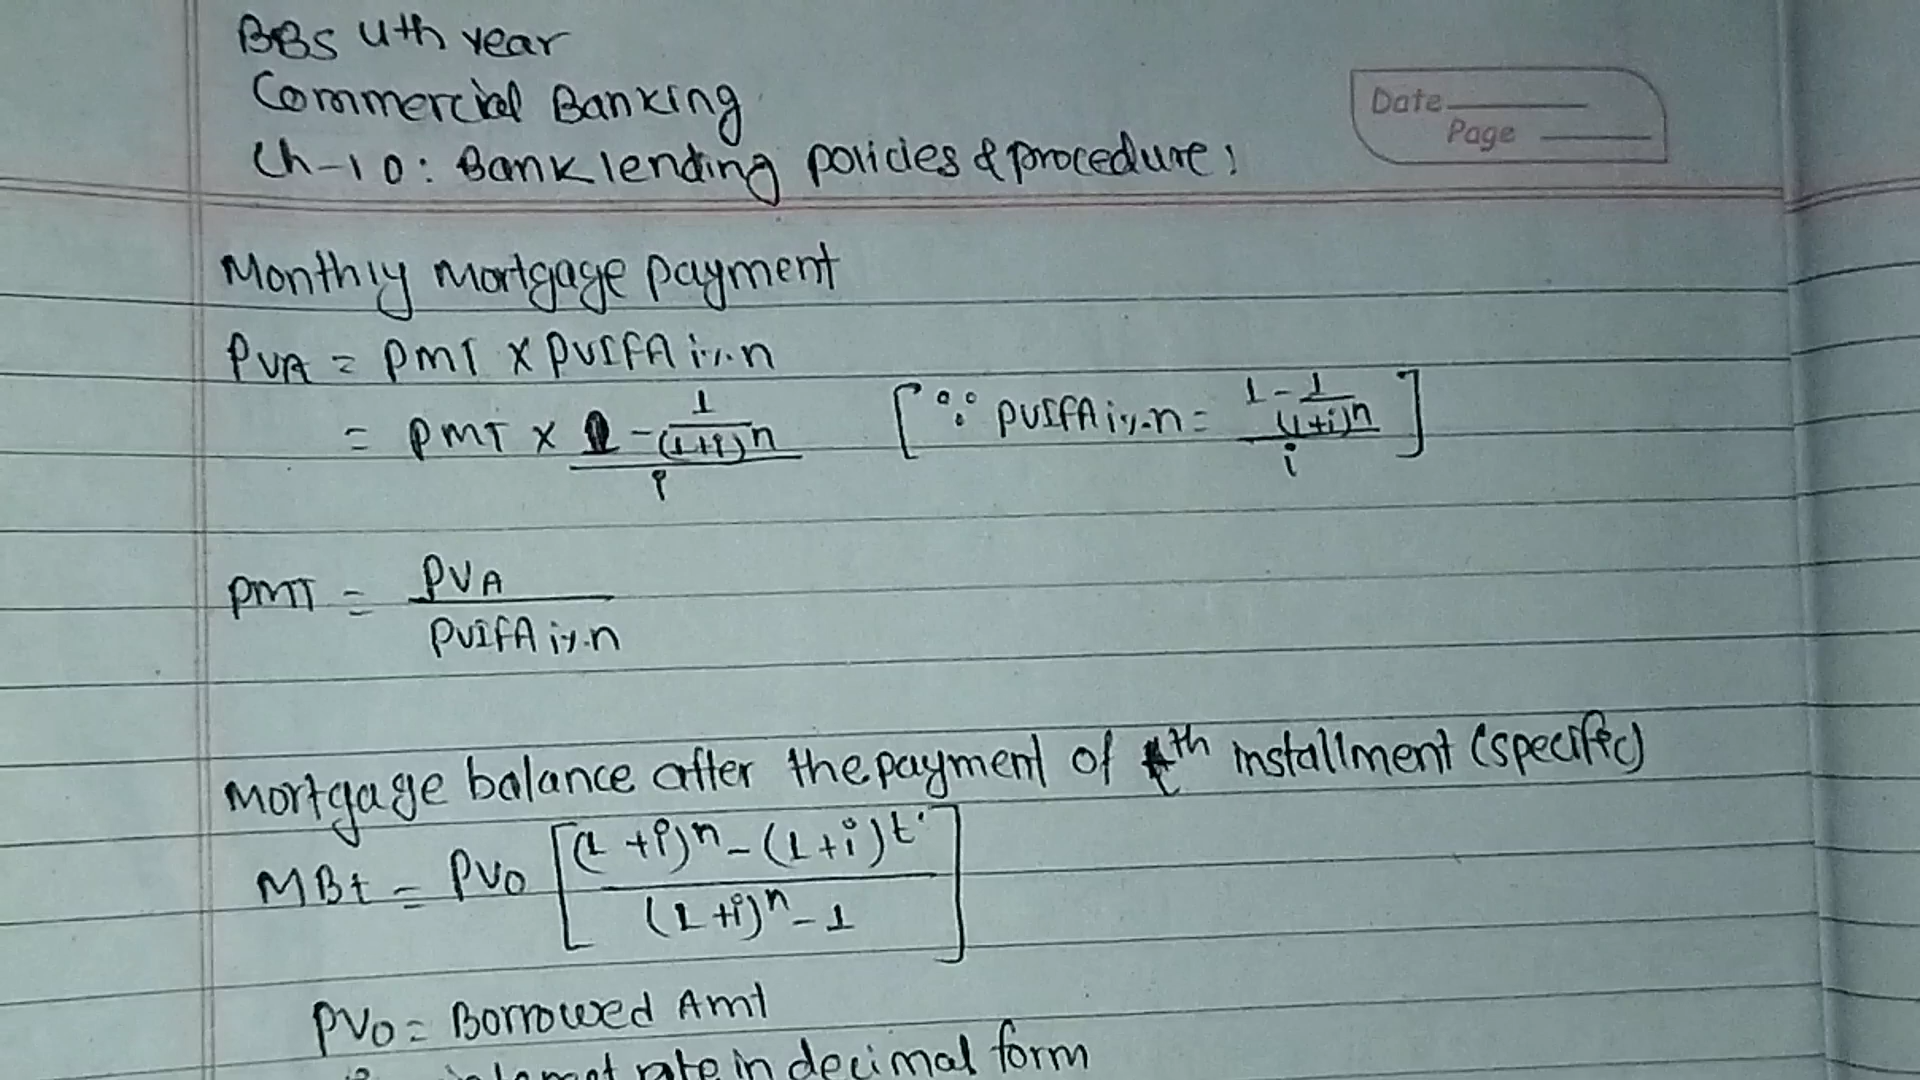 BBS 4th year
Commercial Banking
Date
Page
Ch-10: Bank lending policies & procedure:
Monthly Mortgage payment
PVA = PMT X PVIFA i%.n
= PMT x (1 - 1/(1+i)^n)/i [∵ PVIFA i%.n = (1 - 1/(1+i)^n)/i]
PMT = PVA / PVIFA i%.n
Mortgage balance after the payment of tth installment (specific)
MBt = PVo [((1+i)^n - (1+i)^t)/((1+i)^n - 1)]
PVo = Borrowed Amt
rate in decimal form